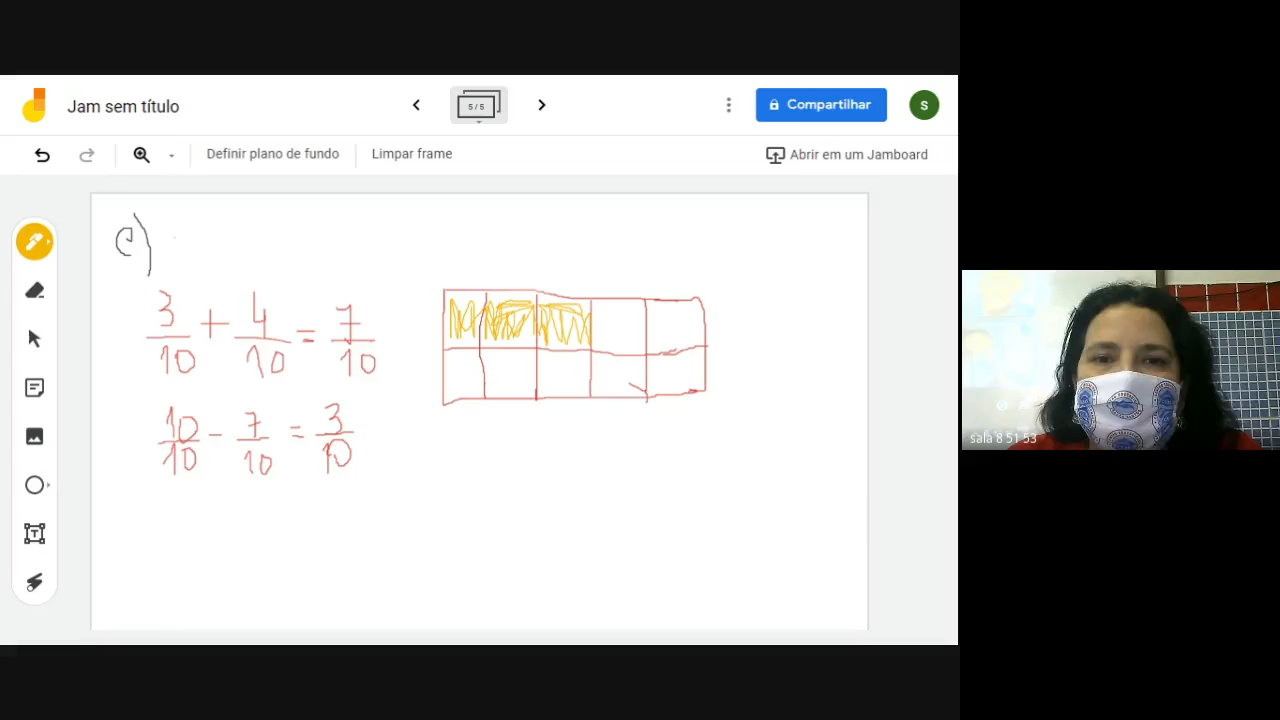 Jam sem título
5 / 5
Compartilhar
S
Definir plano de fundo
Limpar frame
Abrir em um Jamboard
e)
3/10 + 4/10 = 7/10
10/10 - 7/10 = 3/10
sala 8 51 53